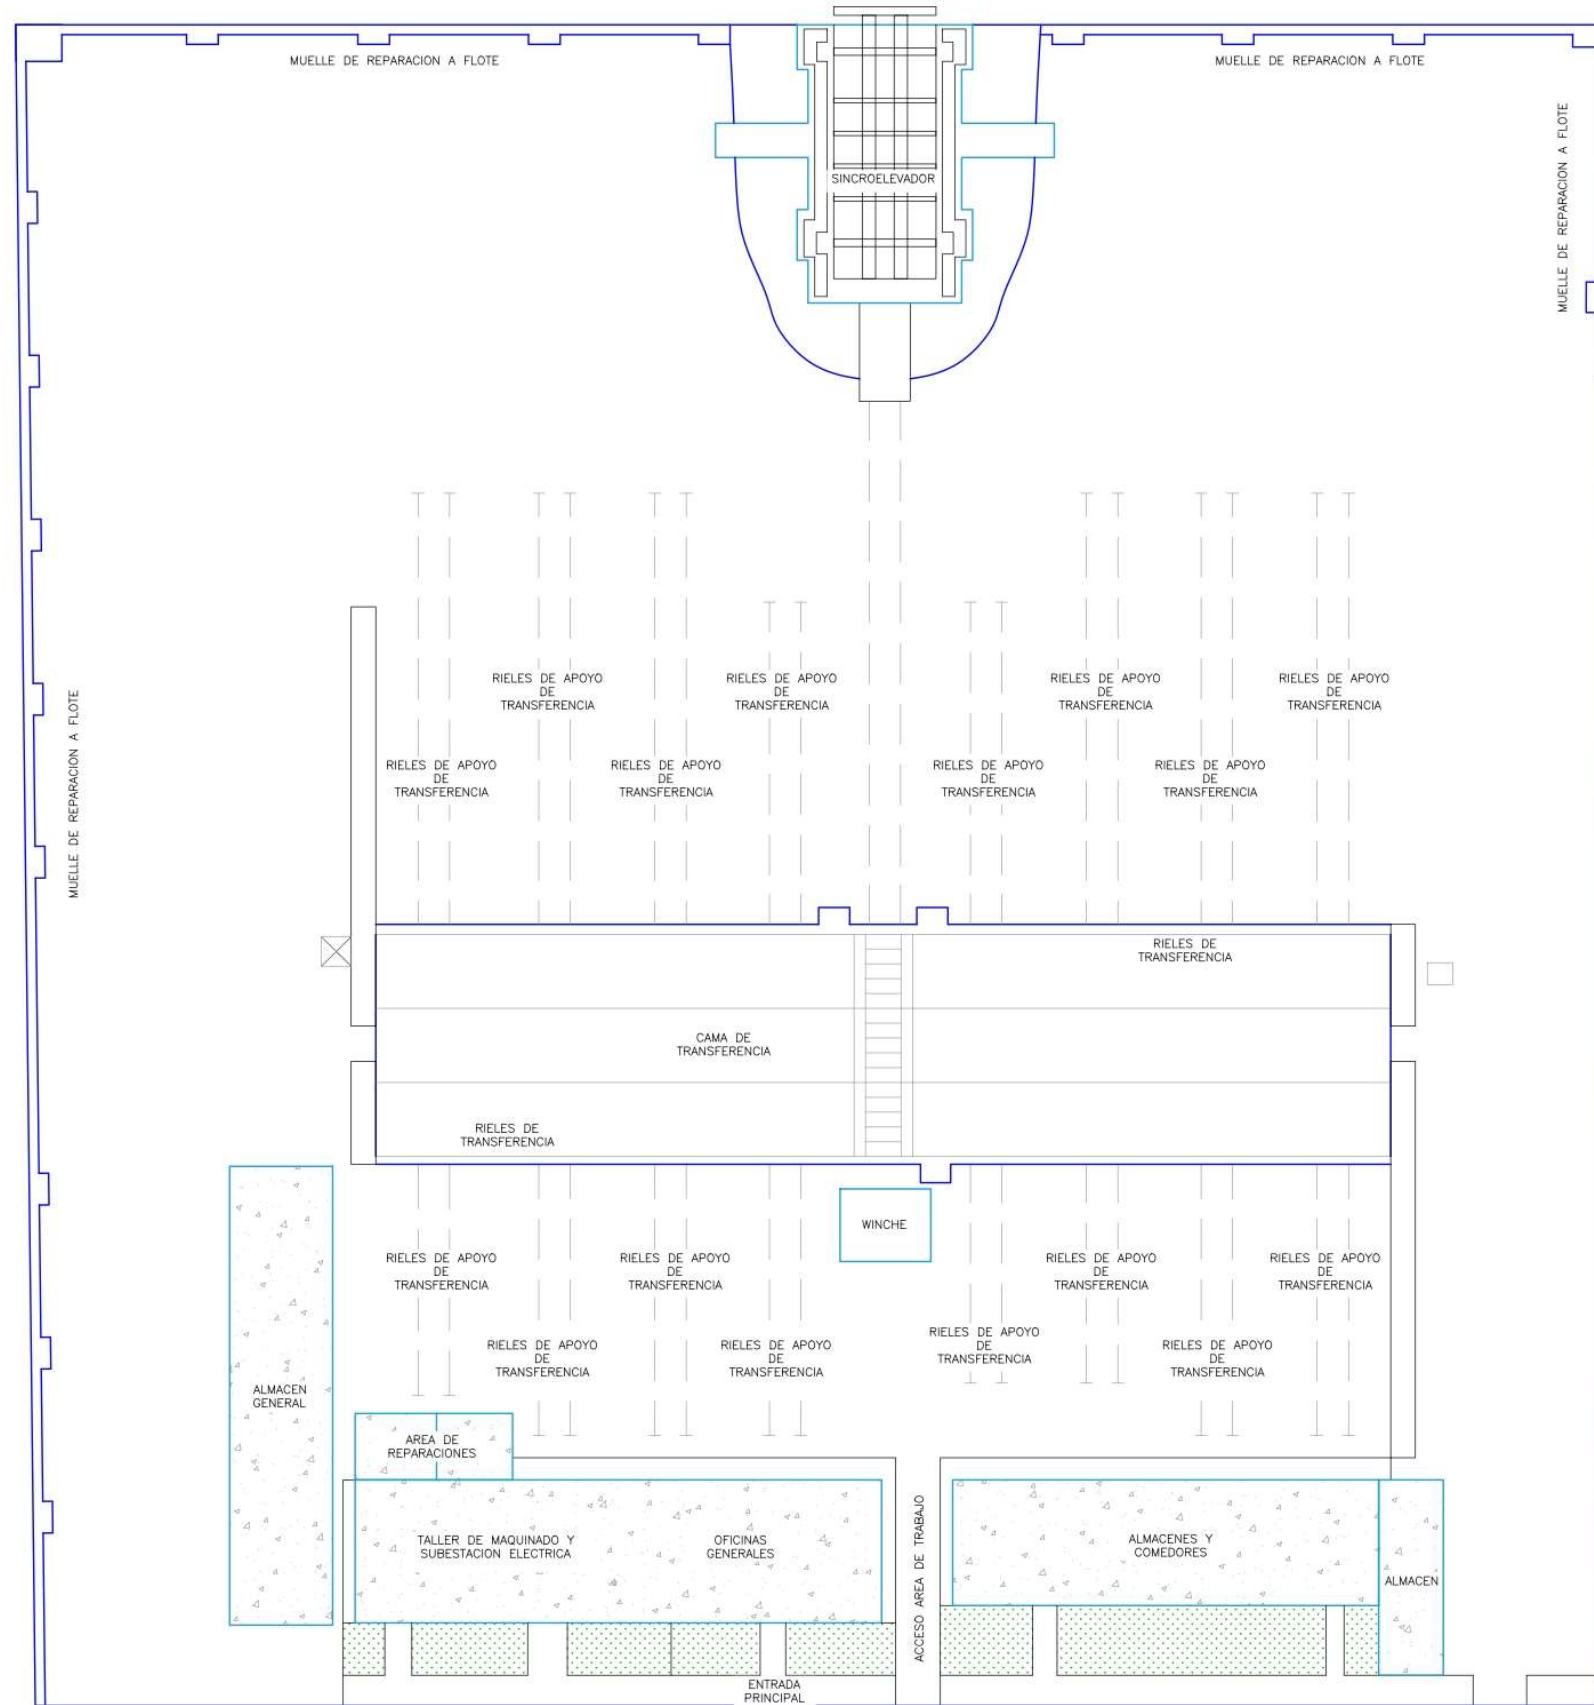 MUELLE DE REPARACION A FLOTE
MUELLE DE REPARACION A FLOTE
MUELLE DE REPARACION A FLOTE
SINCROELEVADOR
MUELLE DE REPARACION A FLOTE
RIELES DE APOYO
DE
TRANSFERENCIA
RIELES DE APOYO
DE
TRANSFERENCIA
RIELES DE APOYO
DE
TRANSFERENCIA
RIELES DE APOYO
DE
TRANSFERENCIA
RIELES DE APOYO
DE
TRANSFERENCIA
RIELES DE APOYO
DE
TRANSFERENCIA
RIELES DE APOYO
DE
TRANSFERENCIA
RIELES DE APOYO
DE
TRANSFERENCIA
RIELES DE
TRANSFERENCIA
CAMA DE
TRANSFERENCIA
RIELES DE
TRANSFERENCIA
WINCHE
RIELES DE APOYO
DE
TRANSFERENCIA
RIELES DE APOYO
DE
TRANSFERENCIA
RIELES DE APOYO
DE
TRANSFERENCIA
RIELES DE APOYO
DE
TRANSFERENCIA
RIELES DE APOYO
DE
TRANSFERENCIA
RIELES DE APOYO
DE
TRANSFERENCIA
RIELES DE APOYO
DE
TRANSFERENCIA
RIELES DE APOYO
DE
TRANSFERENCIA
ALMACEN
GENERAL
AREA DE
REPARACIONES
TALLER DE MAQUINADO Y
SUBESTACION ELECTRICA
OFICINAS
GENERALES
ACCESO AREA DE TRABAJO
ALMACENES Y
COMEDORES
ALMACEN
ENTRADA
PRINCIPAL